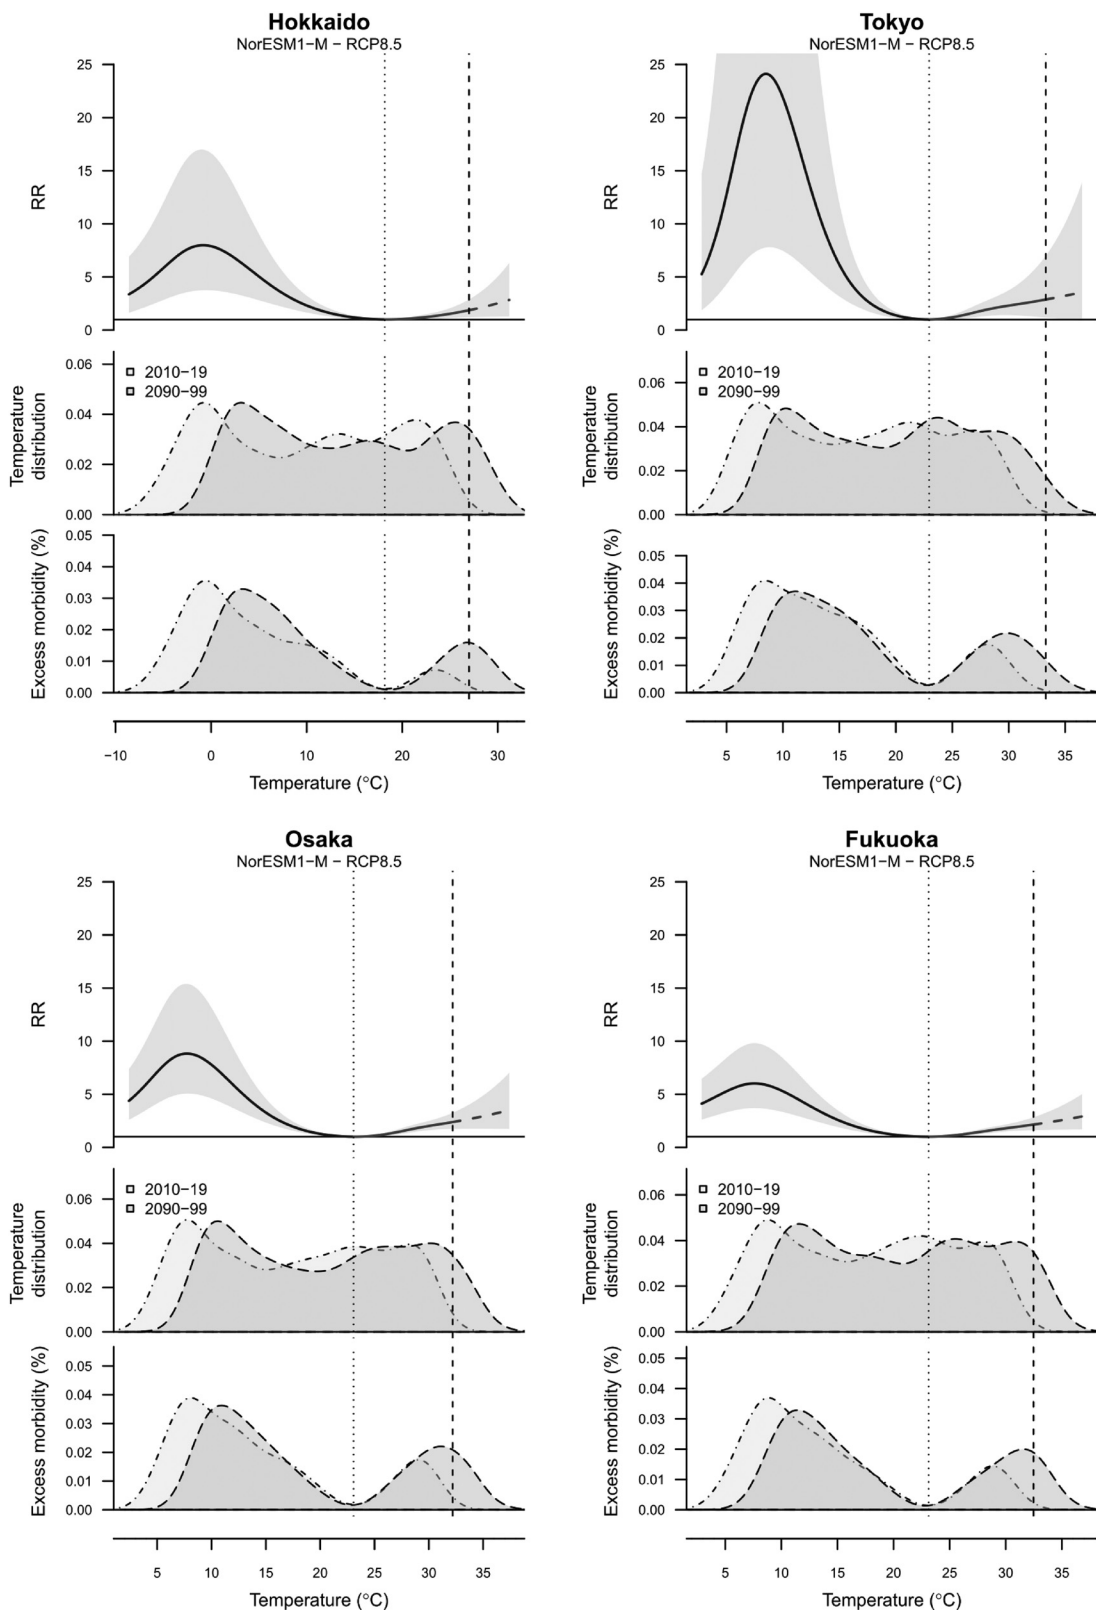 Hokkaido
NorESM1−M − RCP8.5
25
20
15
10
5
0
RR
2010−19
2090−99
0.06
0.04
0.02
0.00
Temperature
distribution
0.05
0.04
0.03
0.02
0.01
0.00
Excess morbidity (%)
−10 0 10 20 30
Temperature (°C)
Tokyo
NorESM1−M − RCP8.5
25
20
15
10
5
0
RR
2010−19
2090−99
0.06
0.04
0.02
0.00
Temperature
distribution
0.05
0.04
0.03
0.02
0.01
0.00
Excess morbidity (%)
5 10 15 20 25 30 35
Temperature (°C)
Osaka
NorESM1−M − RCP8.5
25
20
15
10
5
0
RR
2010−19
2090−99
0.06
0.04
0.02
0.00
Temperature
distribution
0.05
0.04
0.03
0.02
0.01
0.00
Excess morbidity (%)
5 10 15 20 25 30 35
Temperature (°C)
Fukuoka
NorESM1−M − RCP8.5
25
20
15
10
5
0
RR
2010−19
2090−99
0.06
0.04
0.02
0.00
Temperature
distribution
0.05
0.04
0.03
0.02
0.01
0.00
Excess morbidity (%)
5 10 15 20 25 30 35
Temperature (°C)